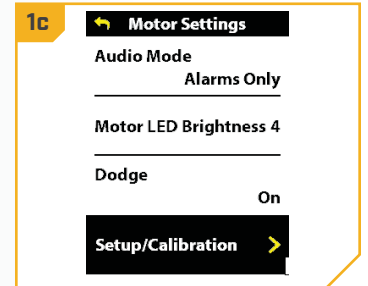 1c
Motor Settings
Audio Mode
Alarms Only
Motor LED Brightness 4
Dodge
On
Setup/Calibration